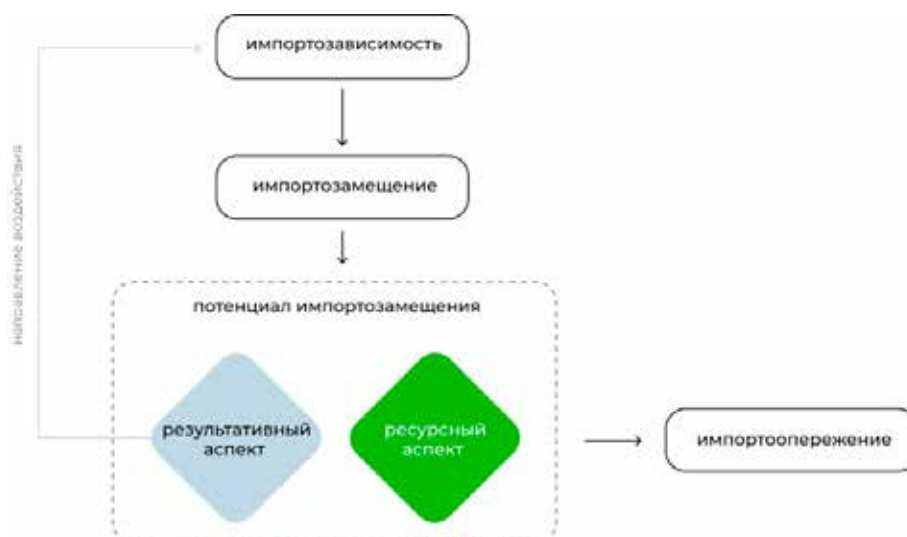 импортозависимость
импортозамещение
направление воздействия
потенциал импортозамещения
результативный
аспект
ресурсный
аспект
импортоопережение